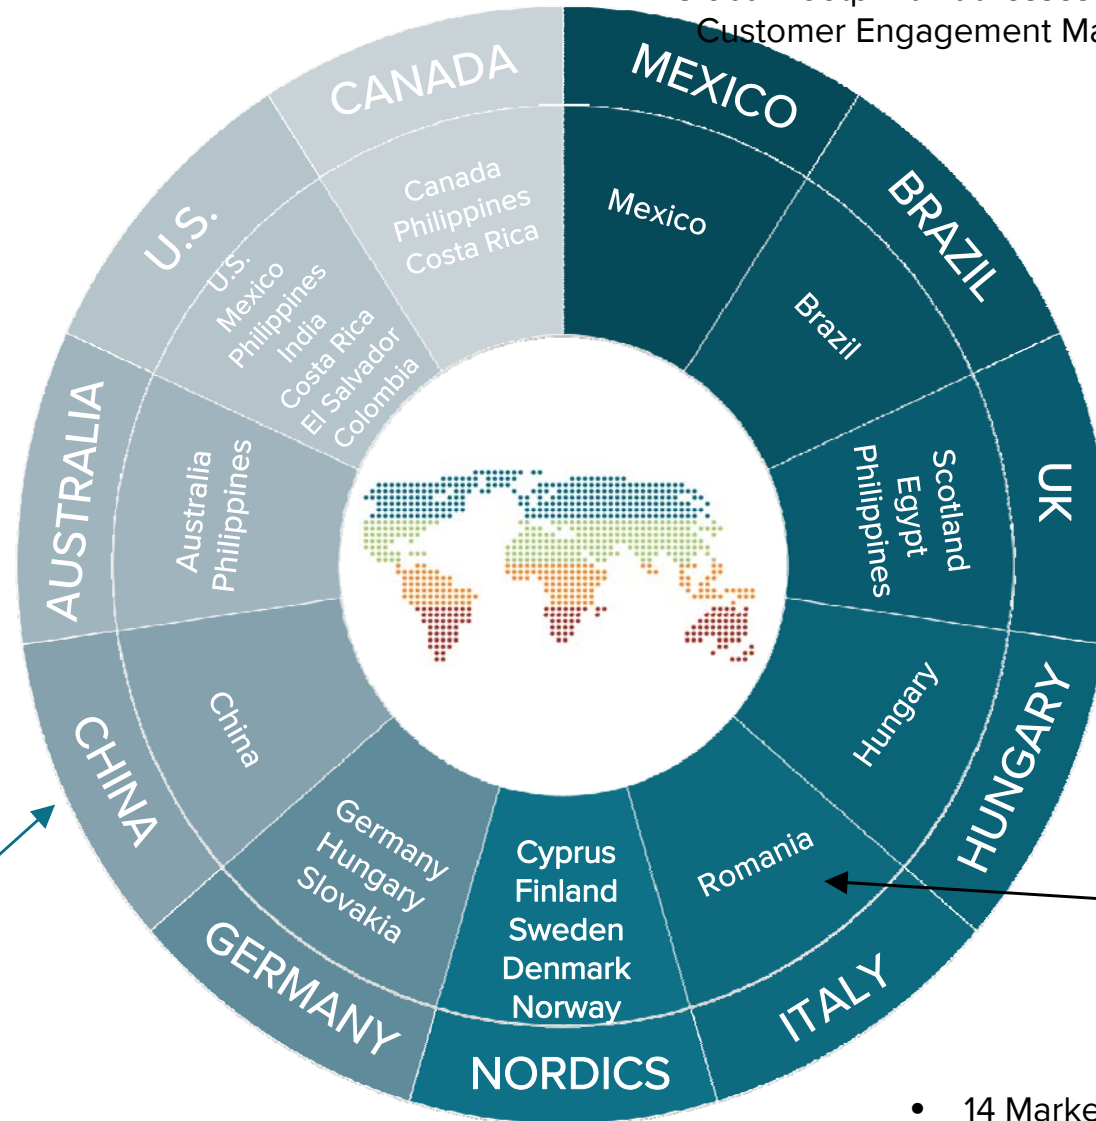 Customer Engagement
MEXICO
Mexico
BRAZIL
Brazil
UK
Scotland
Egypt
Philippines
HUNGARY
Hungary
ITALY
Romania
NORDICS
Cyprus
Finland
Sweden
Denmark
Norway
GERMANY
Germany
Hungary
Slovakia
CHINA
China
AUSTRALIA
Australia
Philippines
U.S.
U.S.
Mexico
Philippines
India
Costa Rica
El Salvador
Colombia
CANADA
Canada
Philippines
Costa Rica
• 14